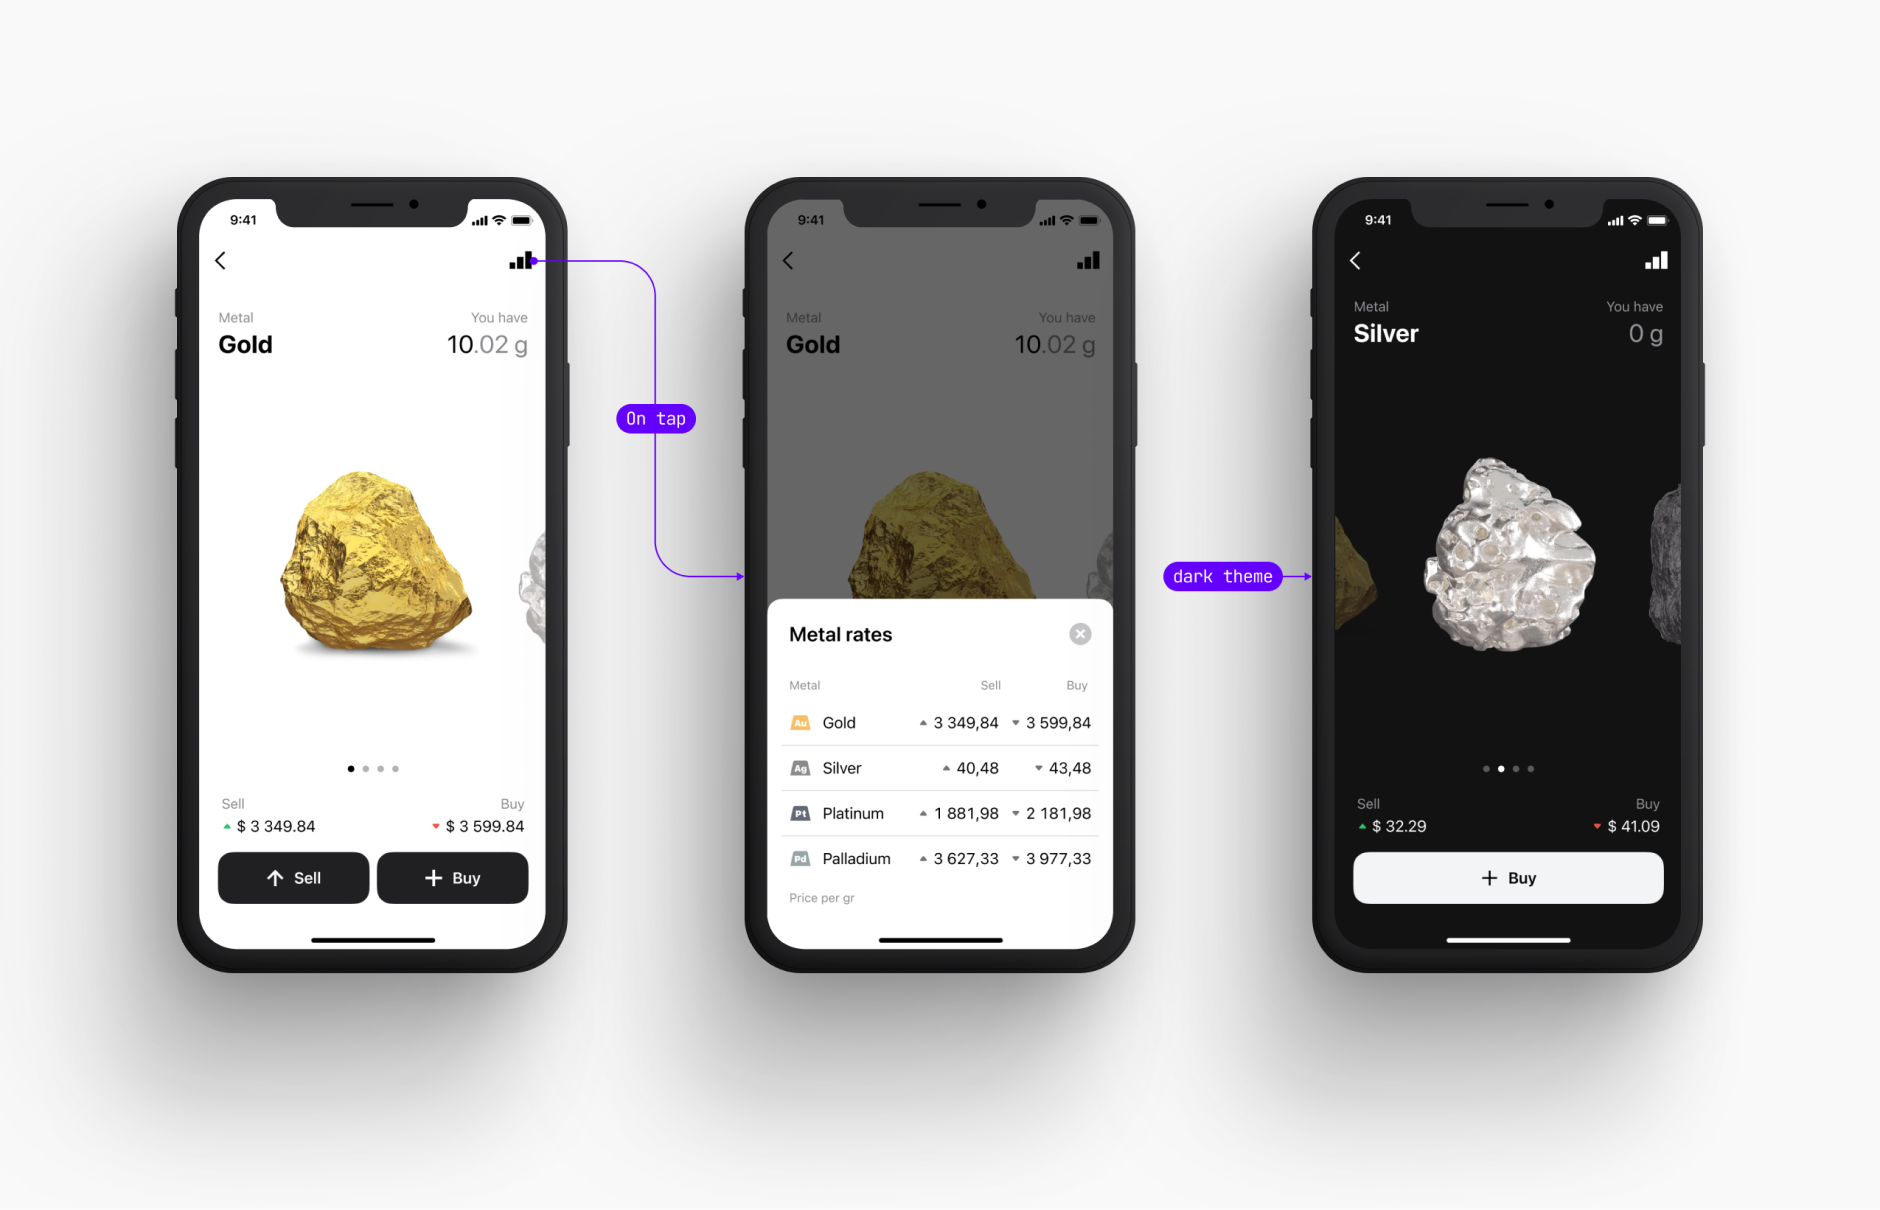 9:41
Metal You have
Gold 10.02 g
Sell Buy
$ 3 349.84 $ 3 599.84
Sell Buy
On tap
9:41
Metal You have
Gold 10.02 g
Metal rates
Metal Sell Buy
Au Gold 3 349,84 3 599,84
Ag Silver 40,48 43,48
Pt Platinum 1 881,98 2 181,98
Pd Palladium 3 627,33 3 977,33
Price per gr
dark theme
9:41
Metal You have
Silver 0 g
Sell Buy
$ 32.29 $ 41.09
Buy